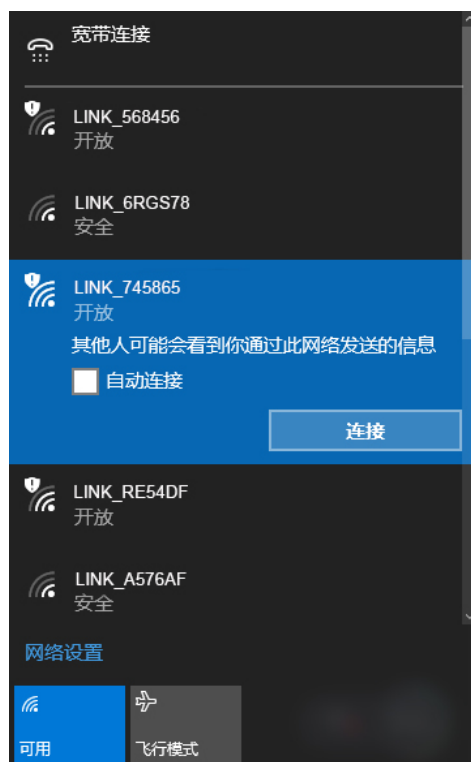 宽带连接
LINK_568456
开放
LINK_6RGS78
安全
LINK_745865
开放
其他人可能会看到你通过此网络发送的信息
自动连接
连接
LINK_RE54DF
开放
LINK_A576AF
安全
网络设置
可用
飞行模式